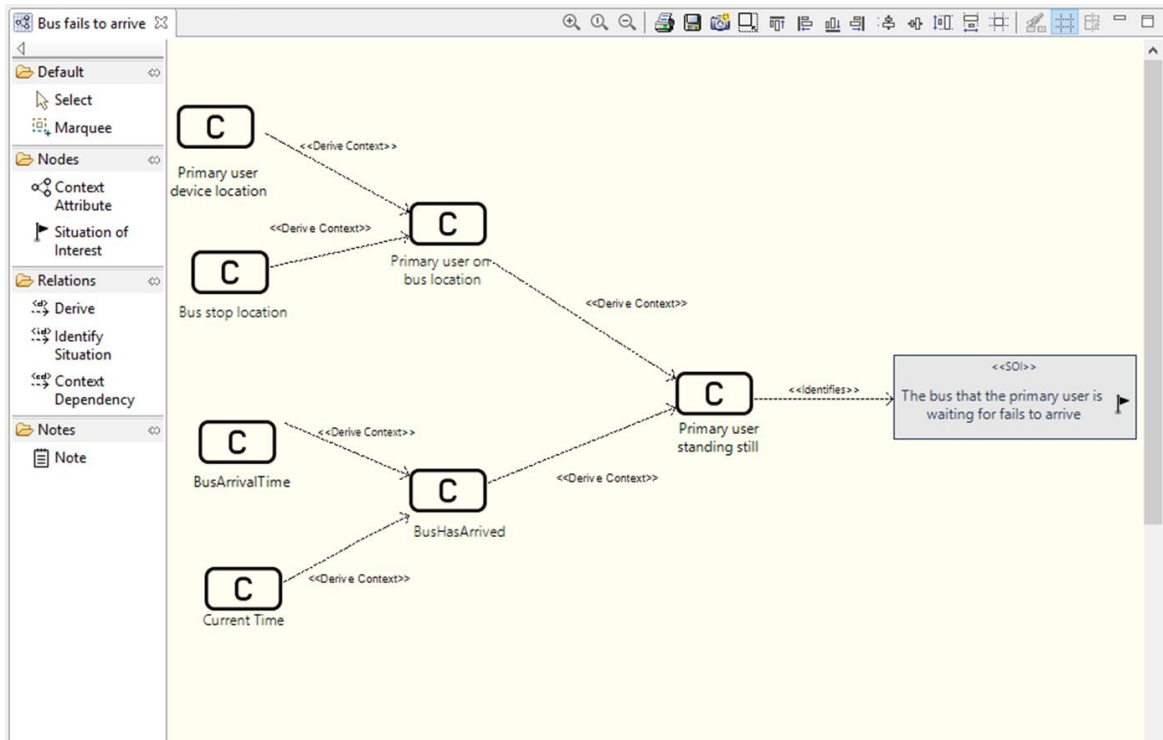 Bus fails to arrive
Default
Select
Marquee
Nodes
Context
Attribute
Situation of
Interest
Relations
<<d>>
Derive
<<id>>
Identify
Situation
<<cd>>
Context
Dependency
Notes
Note
C
Primary user
device location
<<Derive Context>>
C
Bus stop location
<<Derive Context>>
C
Primary user on
bus location
<<Derive Context>>
C
BusArrivalTime
<<Derive Context>>
C
Current Time
<<Derive Context>>
C
BusHasArrived
<<Derive Context>>
C
Primary user
standing still
<<Identifies>>
<<SOI>>
The bus that the primary user is
waiting for fails to arrive